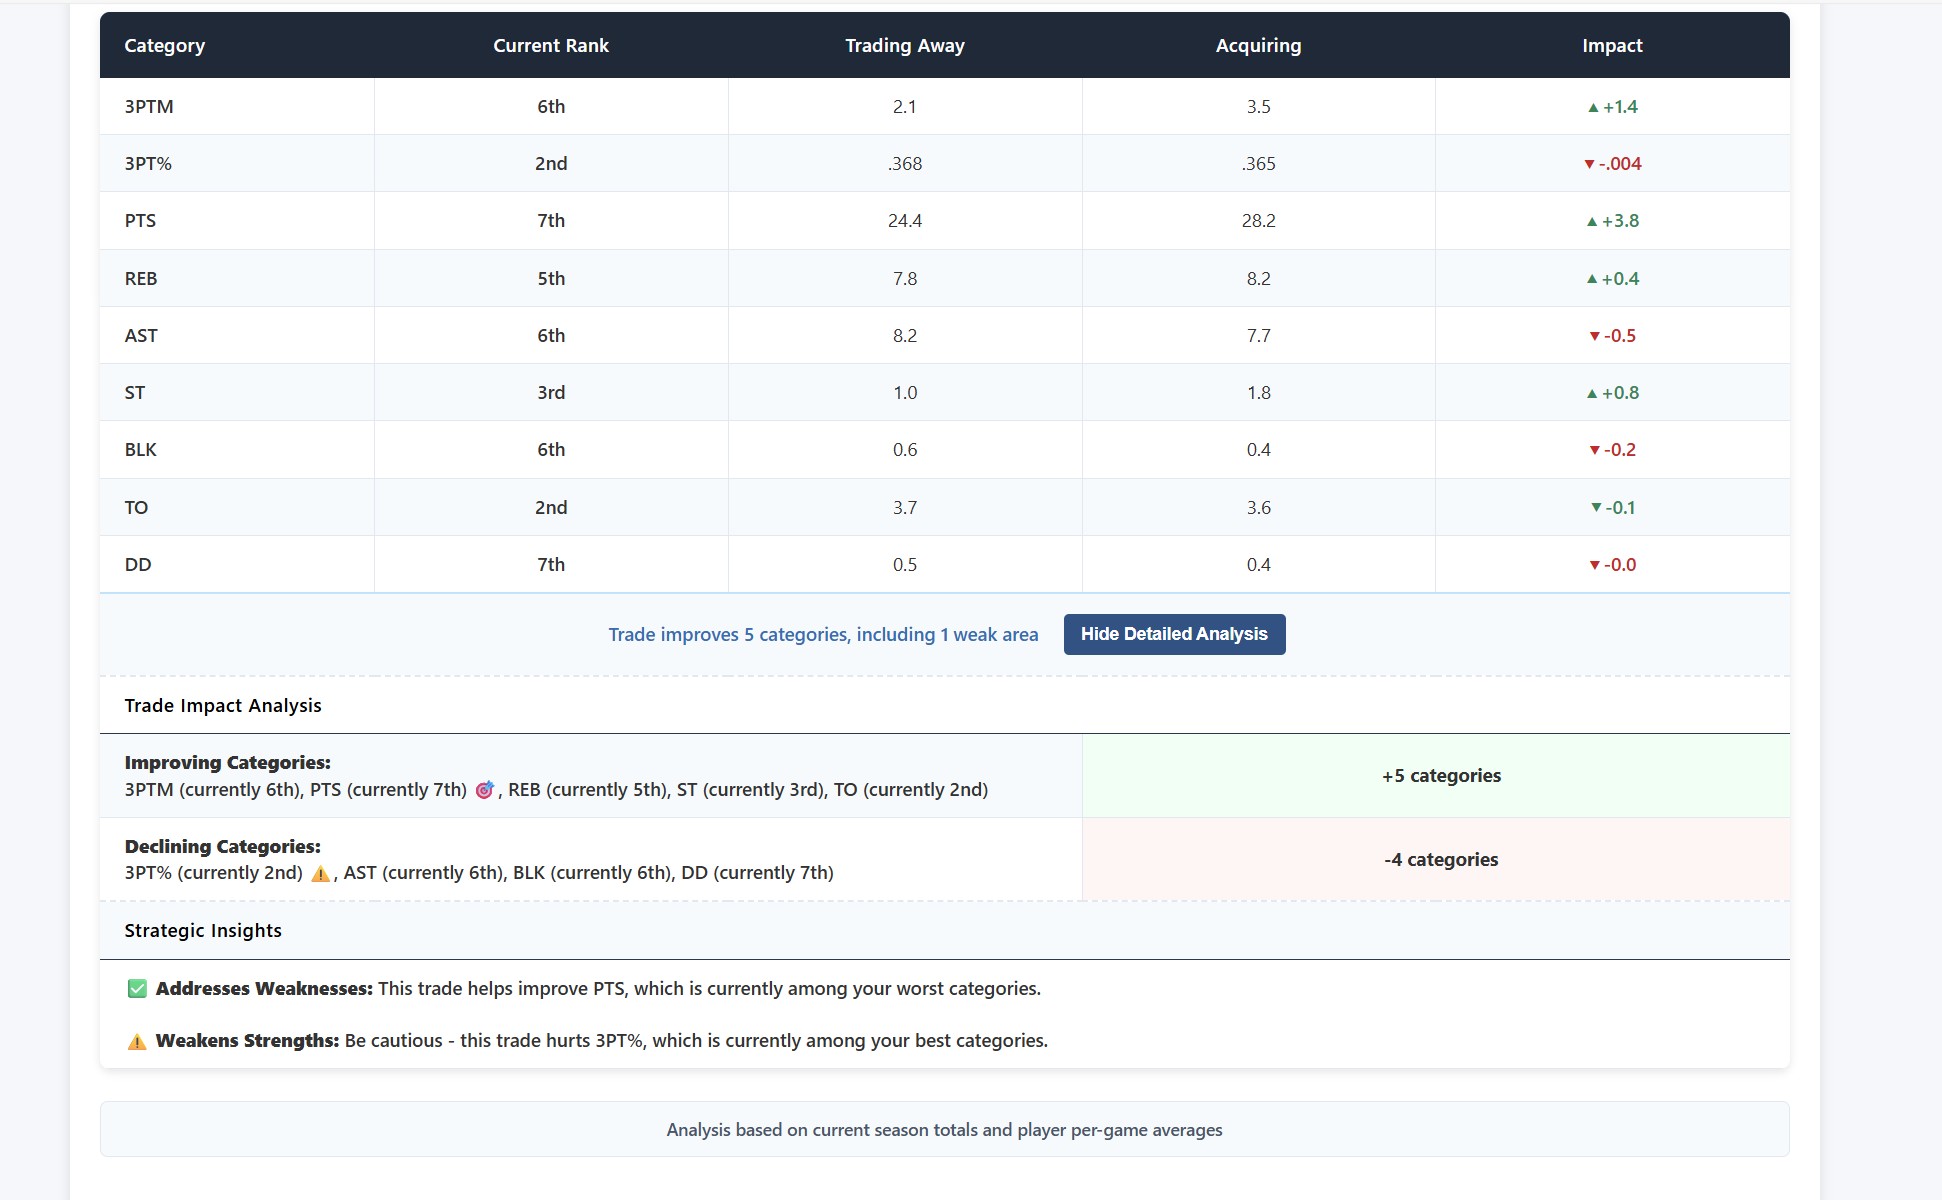 Category Current Rank Trading Away Acquiring Impact
3PTM 6th 2.1 3.5 ▲ +1.4
3PT% 2nd .368 .365 ▼ -.004
PTS 7th 24.4 28.2 ▲ +3.8
REB 5th 7.8 8.2 ▲ +0.4
AST 6th 8.2 7.7 ▼ -0.5
ST 3rd 1.0 1.8 ▲ +0.8
BLK 6th 0.6 0.4 ▼ -0.2
TO 2nd 3.7 3.6 ▼ -0.1
DD 7th 0.5 0.4 ▼ -0.0
Trade improves 5 categories, including 1 weak area Hide Detailed Analysis
Trade Impact Analysis
Improving Categories:
3PTM (currently 6th), PTS (currently 7th) 🎯, REB (currently 5th), ST (currently 3rd), TO (currently 2nd)
+5 categories
Declining Categories:
3PT% (currently 2nd) ⚠️, AST (currently 6th), BLK (currently 6th), DD (currently 7th)
-4 categories
Strategic Insights
✅ Addresses Weaknesses: This trade helps improve PTS, which is currently among your worst categories.
⚠️ Weakens Strengths: Be cautious - this trade hurts 3PT%, which is currently among your best categories.
Analysis based on current season totals and player per-game averages